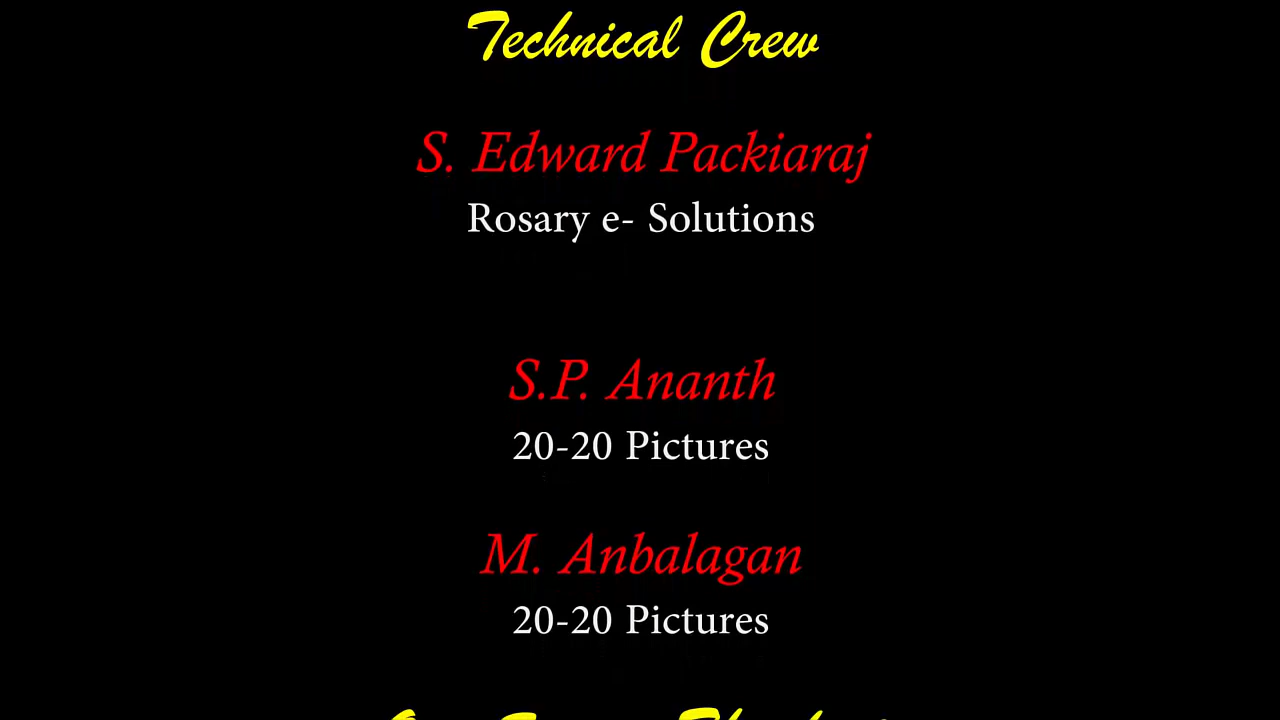 Technical Crew
S. Edward Packiaraj
Rosary e- Solutions
S.P. Ananth
20-20 Pictures
M. Anbalagan
20-20 Pictures